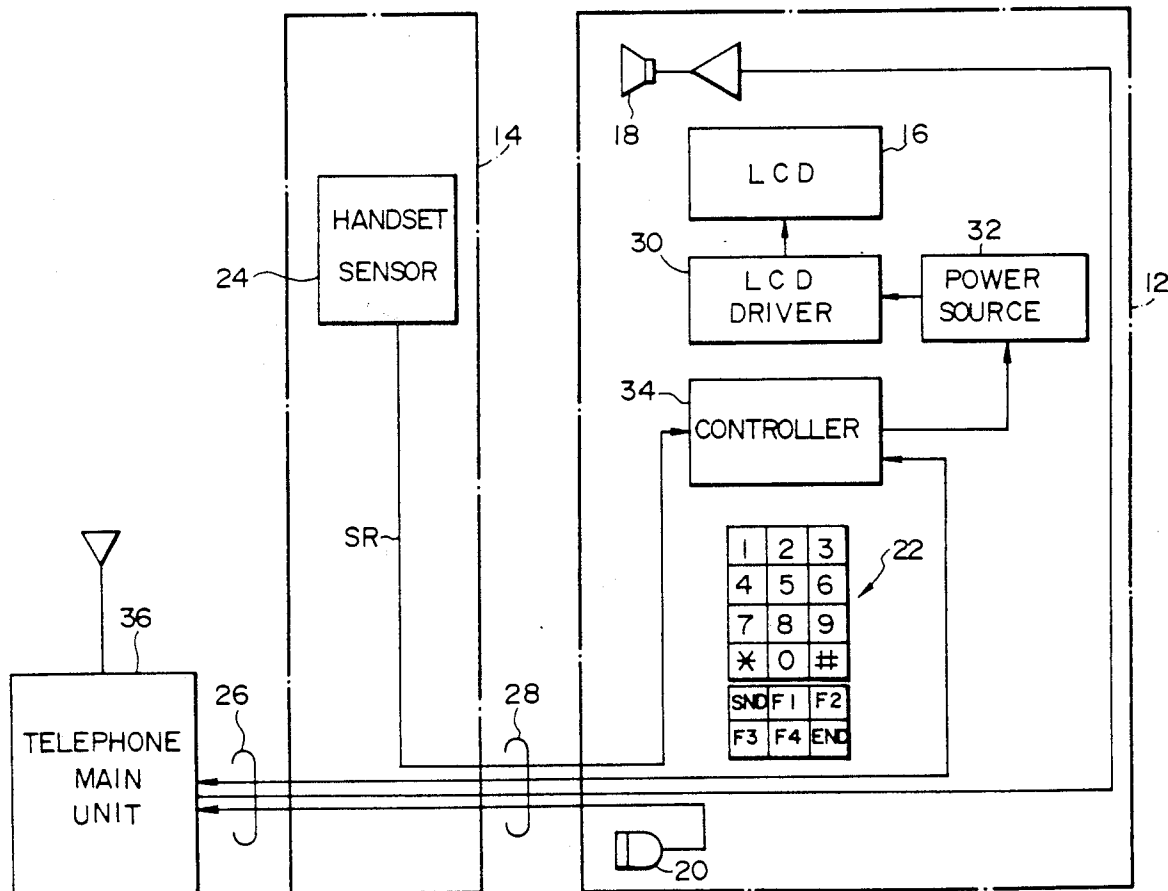 18
14
16
LCD
HANDSET
SENSOR
24
30
LCD
DRIVER
32
POWER
SOURCE
12
34
CONTROLLER
SR
1 2 3
4 5 6
7 8 9
* 0 #
SND F1 F2
F3 F4 END
22
36
TELEPHONE
MAIN
UNIT
26
28
20